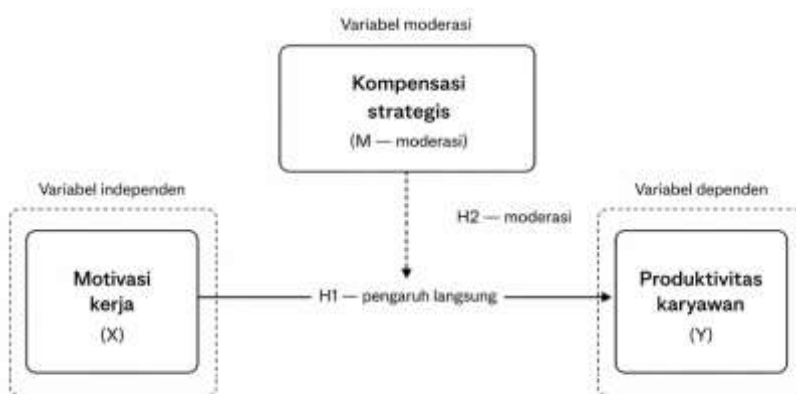 Variabel moderasi
Kompensasi
strategis
(M — moderasi)
Variabel independen
Variabel dependen
H2 — moderasi
Motivasi
kerja
(X)
H1 — pengaruh langsung
Produktivitas
karyawan
(Y)